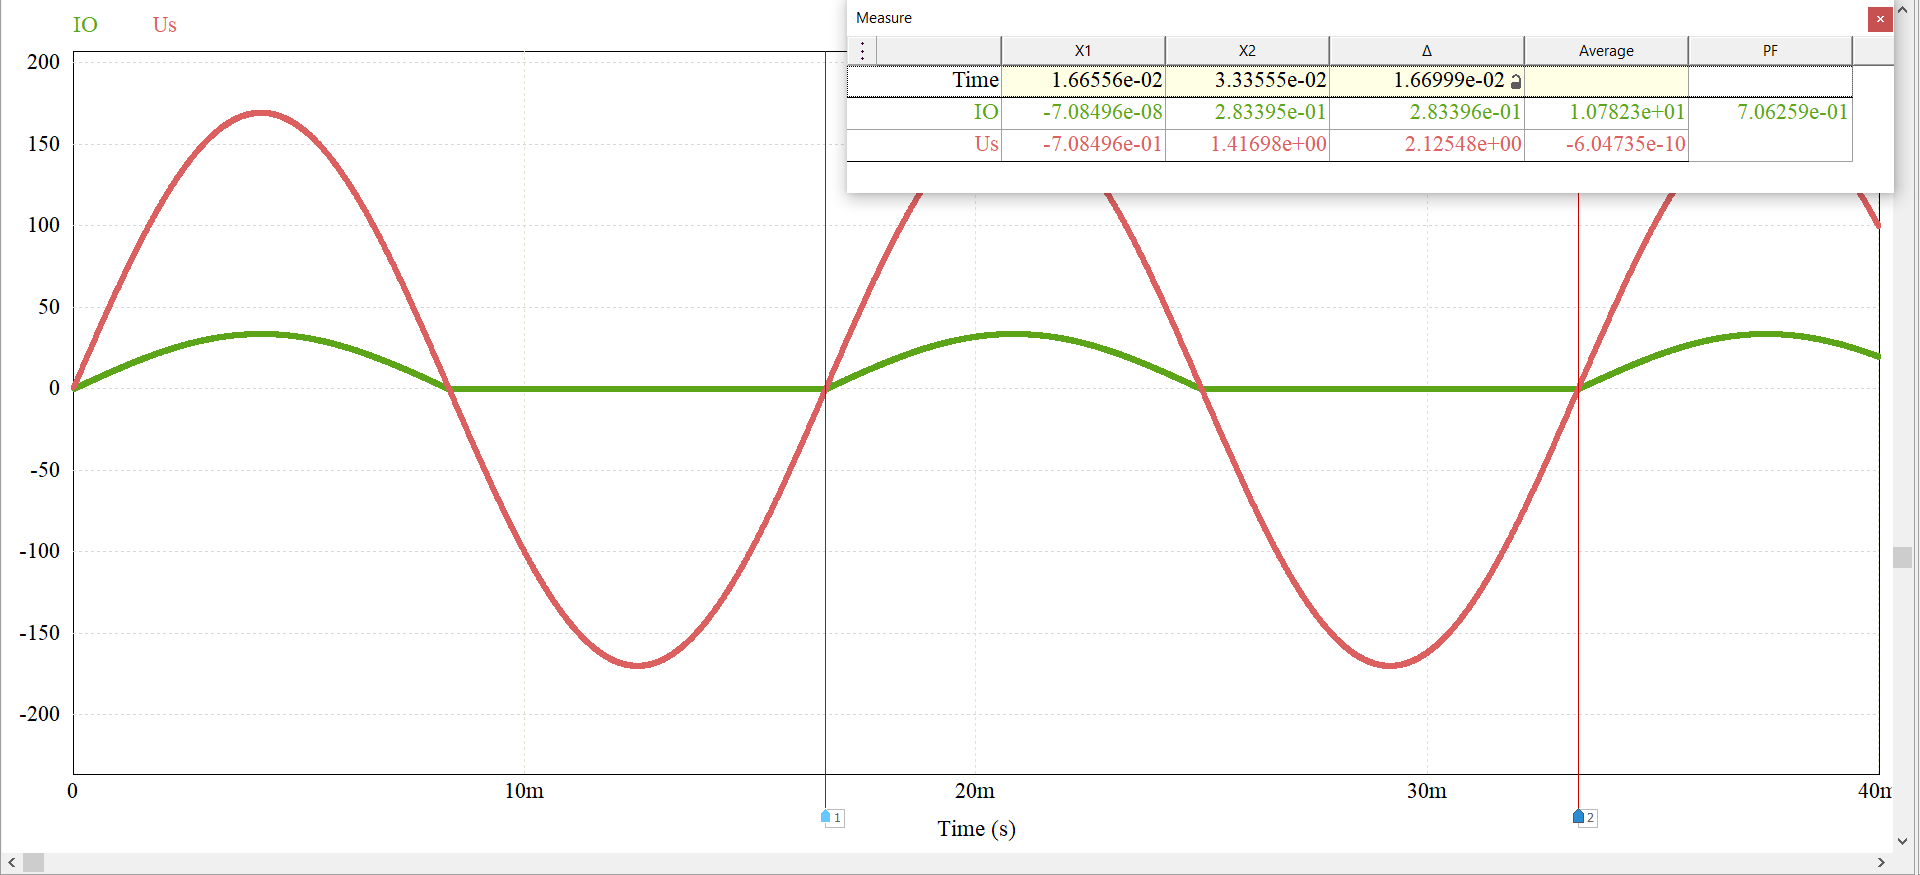 IO Us
Measure
X1 X2 Δ Average PF
Time 1.66556e-02 3.33555e-02 1.66999e-02
IO -7.08496e-08 2.83395e-01 2.83396e-01 1.07823e+01 7.06259e-01
Us -7.08496e-01 1.41698e+00 2.12548e+00 -6.04735e-10
200
150
100
50
0
-50
-100
-150
-200
0 10m 20m 30m 40m
1 2
Time (s)